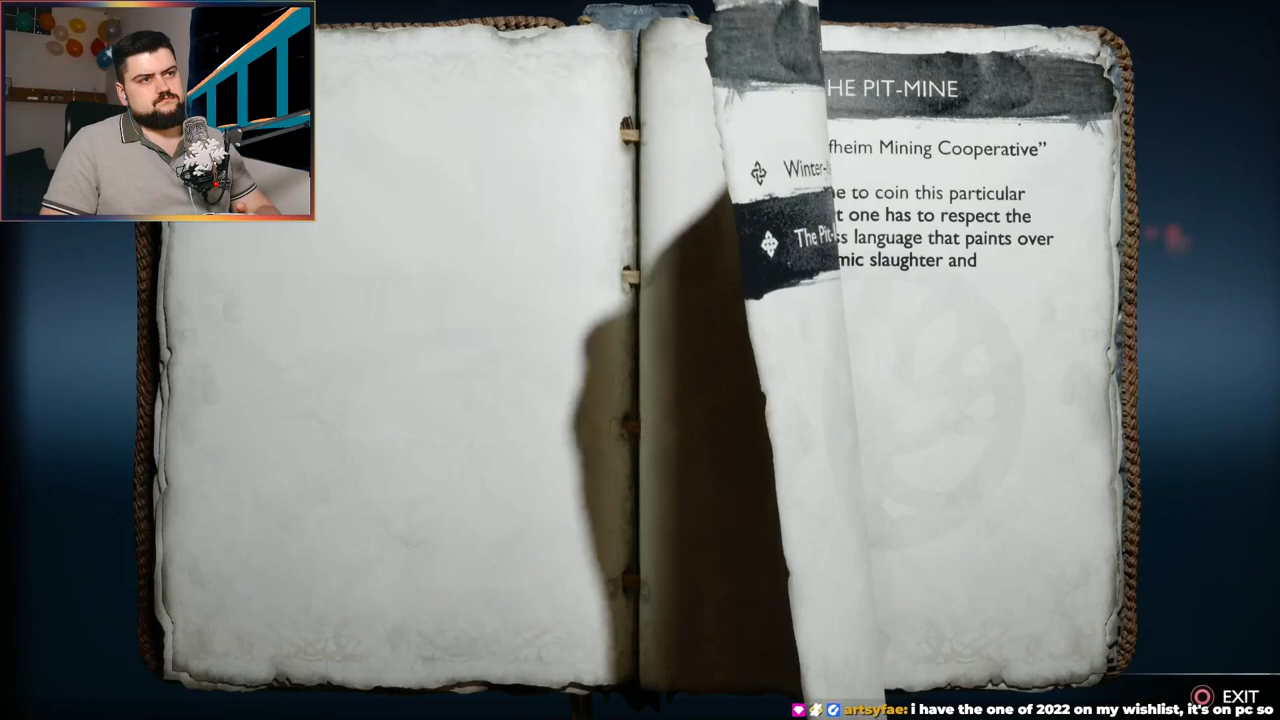 HE PIT-MINE
fheim Mining Cooperative”
Winter-
e to coin this particular
t one has to respect the
The Pit-
s language that paints over
mic slaughter and
EXIT
artsyfae: i have the one of 2022 on my wishlist, it's on pc so